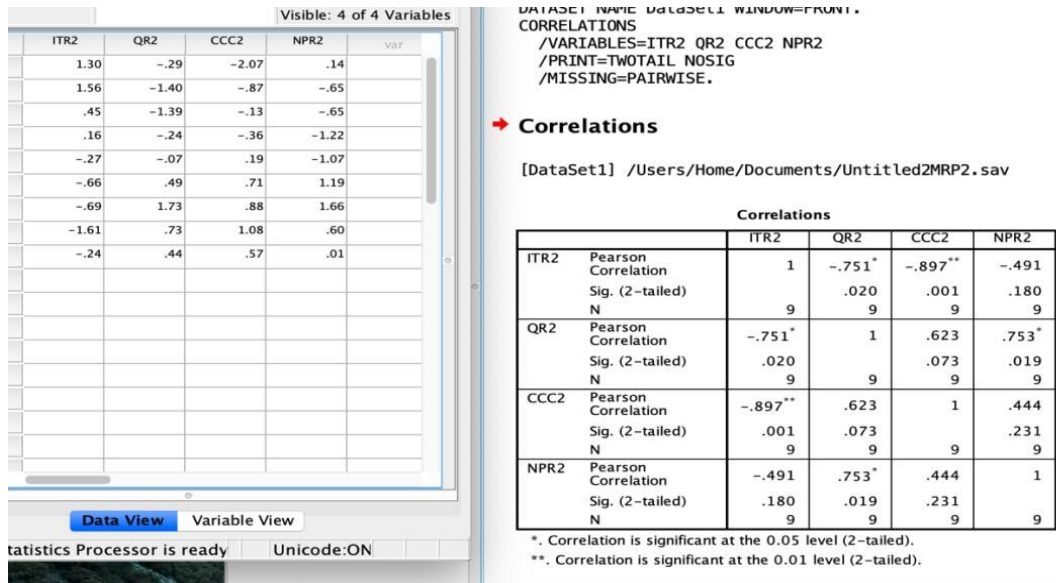 Visible: 4 of 4 Variables
ITR2 QR2 CCC2 NPR2 var
1.30 -.29 -2.07 .14
1.56 -1.40 -.87 -.65
.45 -1.39 -.13 -.65
.16 -.24 -.36 -1.22
-.27 -.07 .19 -1.07
-.66 .49 .71 1.19
-.69 1.73 .88 1.66
-1.61 .73 1.08 .60
-.24 .44 .57 .01
Data View Variable View
tatistics Processor is ready Unicode:ON
DATASET NAME DataSet1 WINDOW=FRONT.
CORRELATIONS
/VARIABLES=ITR2 QR2 CCC2 NPR2
/PRINT=TWOTAIL NOSIG
/MISSING=PAIRWISE.
Correlations
[DataSet1] /Users/Home/Documents/Untitled2MRP2.sav
Correlations
ITR2 QR2 CCC2 NPR2
ITR2 Pearson Correlation 1 -.751* -.897** -.491
Sig. (2-tailed) .020 .001 .180
N 9 9 9 9
QR2 Pearson Correlation -.751* 1 .623 .753*
Sig. (2-tailed) .020 .073 .019
N 9 9 9 9
CCC2 Pearson Correlation -.897** .623 1 .444
Sig. (2-tailed) .001 .073 .231
N 9 9 9 9
NPR2 Pearson Correlation -.491 .753* .444 1
Sig. (2-tailed) .180 .019 .231
N 9 9 9 9
*. Correlation is significant at the 0.05 level (2-tailed).
**. Correlation is significant at the 0.01 level (2-tailed).